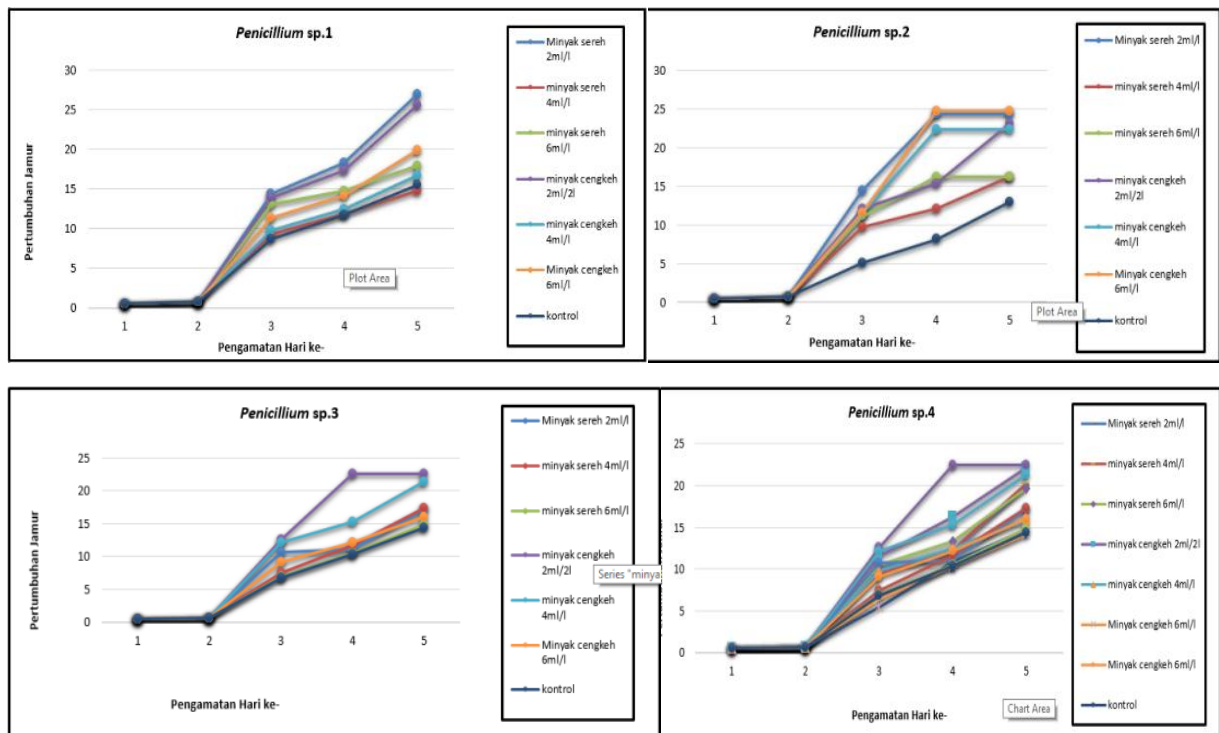 Penicillium sp.1
30
25
20
15
10
5
0
1 2 3 4 5
Pertumbuhan Jamur
Pengamatan Hari ke-
Plot Area
Minyak sereh
2ml/l
minyak sereh
4ml/l
minyak sereh
6ml/l
minyak cengkeh
2ml/2l
minyak cengkeh
4ml/l
Minyak cengkeh
6ml/l
kontrol
Penicillium sp.2
30
25
20
15
10
5
0
1 2 3 4 5
Pengamatan Hari ke-
Plot Area
Minyak sereh 2ml/l
minyak sereh 4ml/l
minyak sereh 6ml/l
minyak cengkeh
2ml/2l
minyak cengkeh
4ml/l
Minyak cengkeh
6ml/l
kontrol
Penicillium sp.3
25
20
15
10
5
0
1 2 3 4 5
Pertumbuhan Jamur
Pengamatan Hari ke-
Minyak sereh 2ml/l
minyak sereh 4ml/l
minyak sereh 6ml/l
minyak cengkeh
2ml/2l
minyak cengkeh
4ml/l
Minyak cengkeh
6ml/l
kontrol
Series "minya
Penicillium sp.4
25
20
15
10
5
0
1 2 3 4 5
Pengamatan Hari ke-
Chart Area
Minyak sereh 2ml/l
minyak sereh 4ml/l
minyak sereh 6ml/l
minyak cengkeh 2ml/2l
minyak cengkeh 4ml/l
Minyak cengkeh 6ml/l
Minyak cengkeh 6ml/l
kontrol